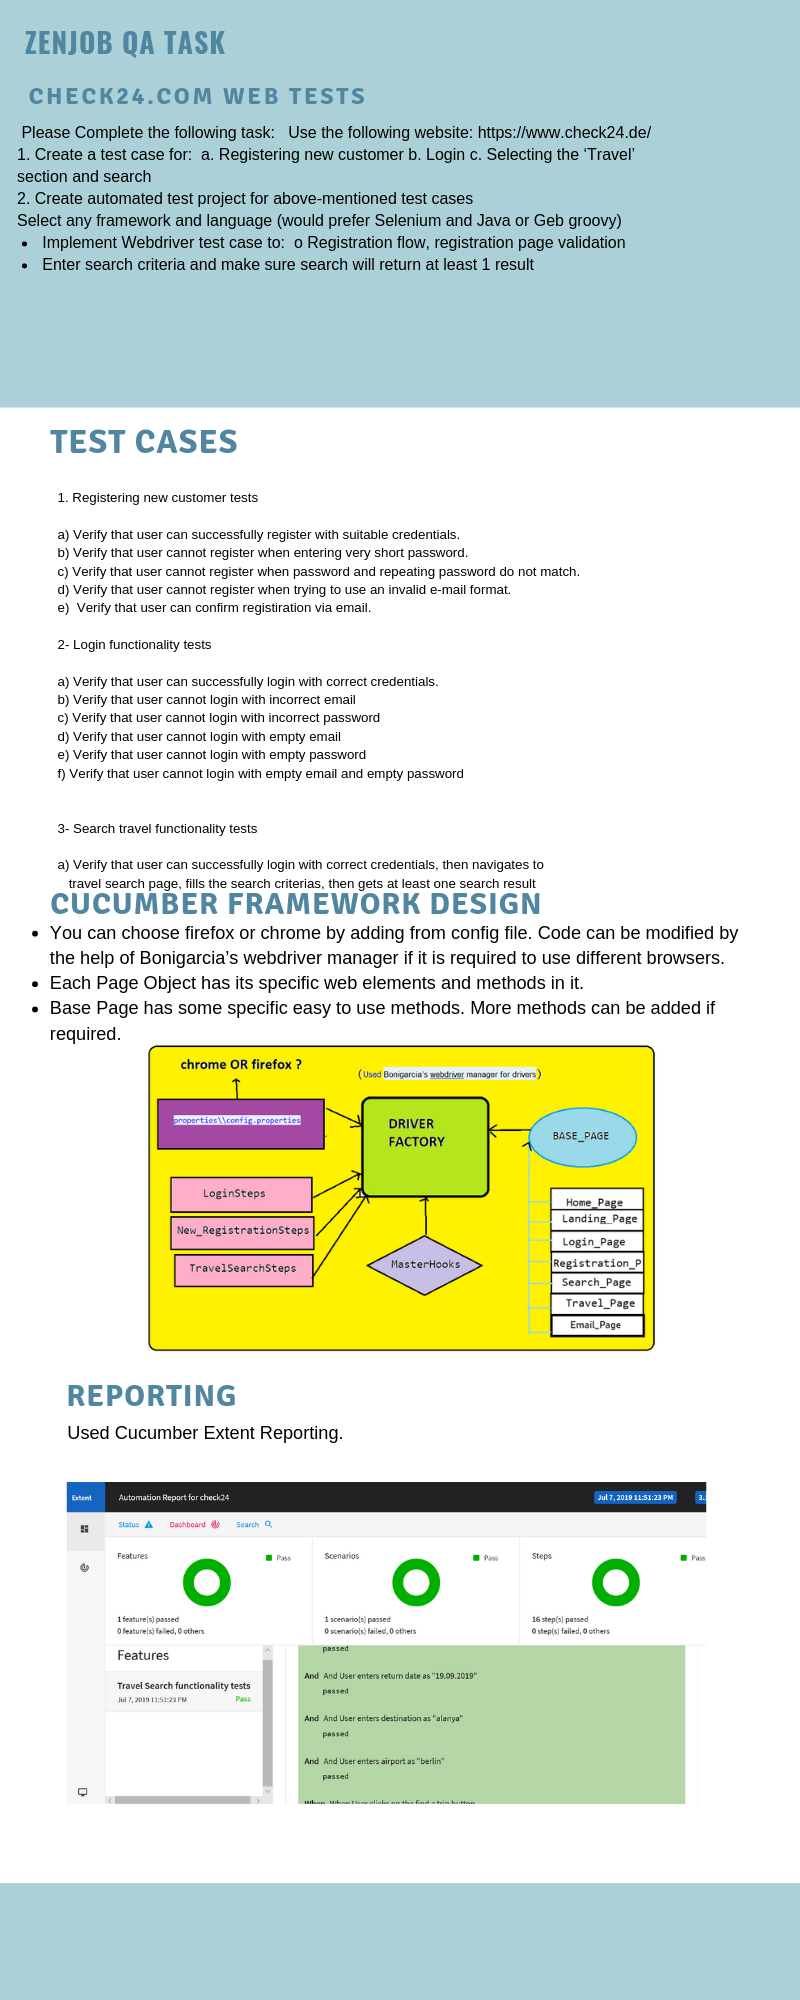 ZENJOB QA TASK
CHECK24.COM WEB TESTS
Please Complete the following task: Use the following website: https://www.check24.de/
1. Create a test case for: a. Registering new customer b. Login c. Selecting the ‘Travel’
section and search
2. Create automated test project for above-mentioned test cases
Select any framework and language (would prefer Selenium and Java or Geb groovy)
• Implement Webdriver test case to: o Registration flow, registration page validation
• Enter search criteria and make sure search will return at least 1 result
TEST CASES
1. Registering new customer tests
a) Verify that user can successfully register with suitable credentials.
b) Verify that user cannot register when entering very short password.
c) Verify that user cannot register when password and repeating password do not match.
d) Verify that user cannot register when trying to use an invalid e-mail format.
e) Verify that user can confirm registiration via email.
2- Login functionality tests
a) Verify that user can successfully login with correct credentials.
b) Verify that user cannot login with incorrect email
c) Verify that user cannot login with incorrect password
d) Verify that user cannot login with empty email
e) Verify that user cannot login with empty password
f) Verify that user cannot login with empty email and empty password
3- Search travel functionality tests
a) Verify that user can successfully login with correct credentials, then navigates to
travel search page, fills the search criterias, then gets at least one search result
CUCUMBER FRAMEWORK DESIGN
• You can choose firefox or chrome by adding from config file. Code can be modified by
the help of Bonigarcia’s webdriver manager if it is required to use different browsers.
• Each Page Object has its specific web elements and methods in it.
• Base Page has some specific easy to use methods. More methods can be added if
required.
chrome OR firefox ?
(Used Bonigarcia's webdriver manager for drivers)
properties\\config.properties
DRIVER
FACTORY
BASE_PAGE
LoginSteps
New_RegistrationSteps
TravelSearchSteps
MasterHooks
Home_Page
Landing_Page
Login_Page
Registration_P
Search_Page
Travel_Page
Email_Page
REPORTING
Used Cucumber Extent Reporting.
Extent Automation Report for check24 Jul 7, 2019 11:51:23 PM 3.
Status Dashboard Search
Features Pass Scenarios Pass Steps Pass
1 feature(s) passed 1 scenario(s) passed 16 step(s) passed
0 feature(s) failed, 0 others 0 scenario(s) failed, 0 others 0 step(s) failed, 0 others
Features
Travel Search functionality tests
Jul 7, 2019 11:51:23 PM Pass
passed
And And User enters return date as "19.09.2019"
passed
And And User enters destination as "alanya"
passed
And And User enters airport as "berlin"
passed
When When User clicks on the find a trip button